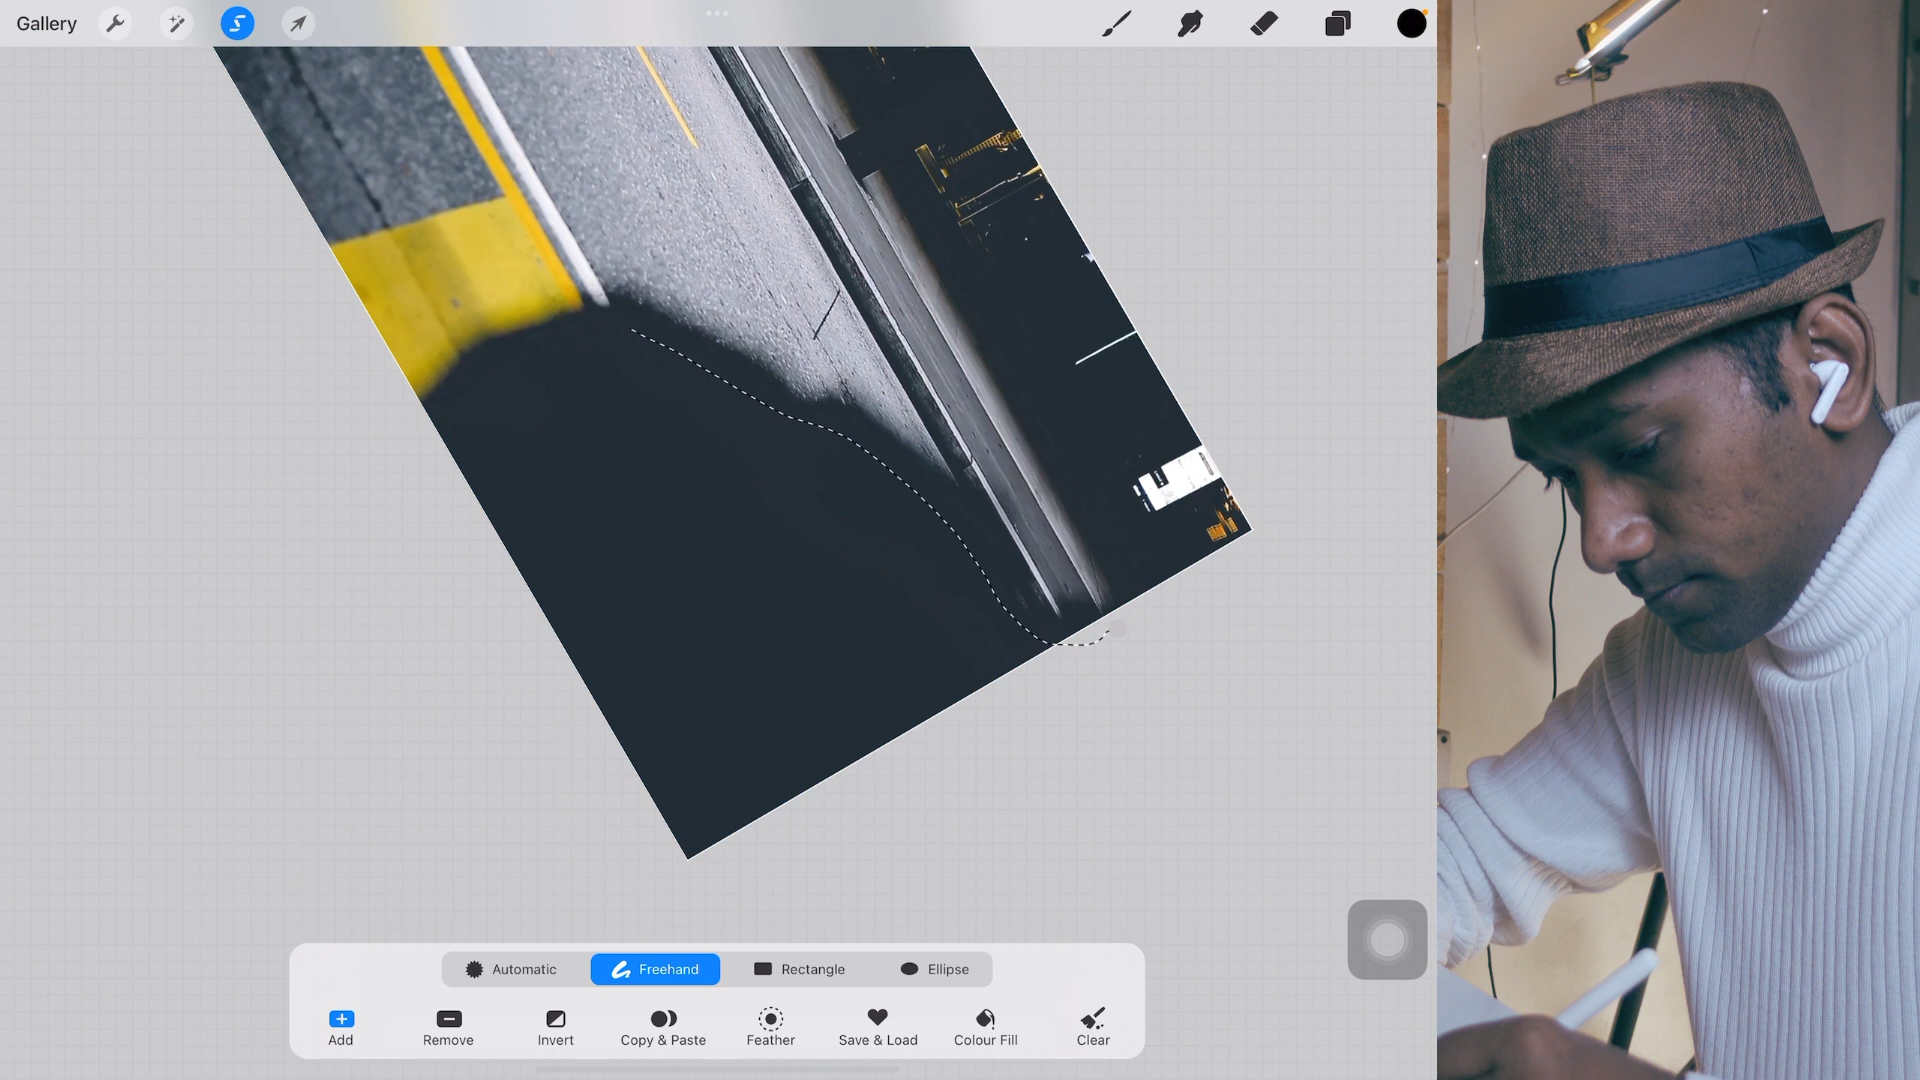 Gallery
Automatic
Freehand
Rectangle
Ellipse
Add
Remove
Invert
Copy & Paste
Feather
Save & Load
Colour Fill
Clear